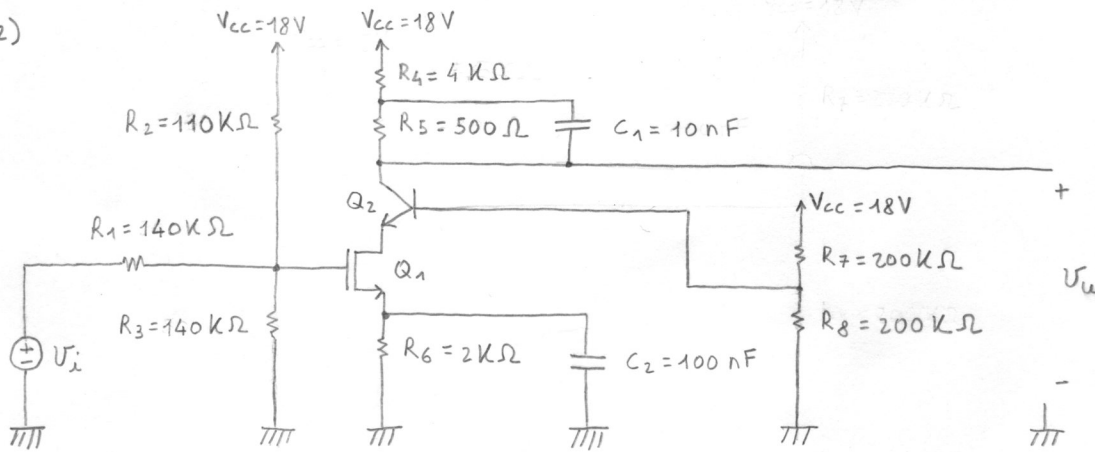 2)
Vcc=18V
Vcc=18V
R4=4KΩ
R2=110KΩ
R5=500Ω
C1=10nF
Q2
+
Vcc=18V
R1=140KΩ
Q1
R7=200KΩ
vu
R3=140KΩ
R8=200KΩ
vi
R6=2KΩ
C2=100nF
-